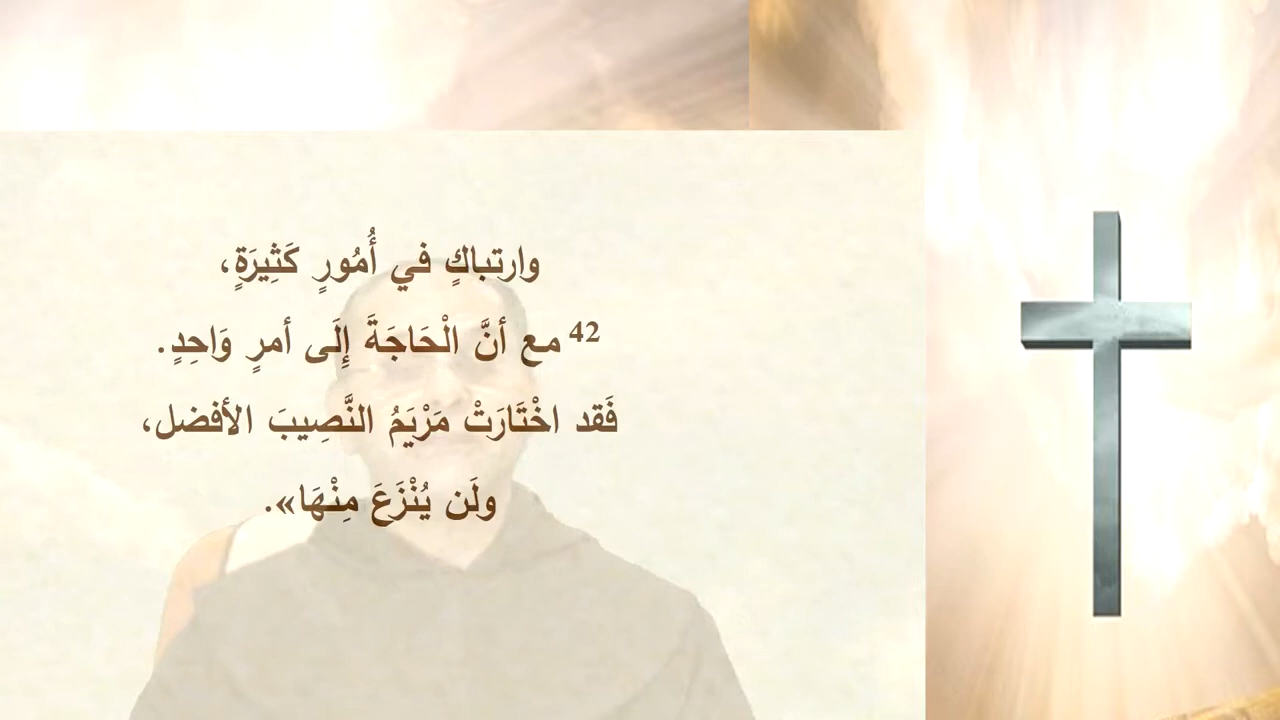 وارتباكٍ في أُمُورٍ كَثِيرَةٍ،
42 مع أنَّ الْحَاجَةَ إِلَى أمرٍ وَاحِدٍ.
فَقد اخْتَارَتْ مَرْيَمُ النَّصِيبَ الأفضل،
ولَن يُنْزَعَ مِنْهَا».